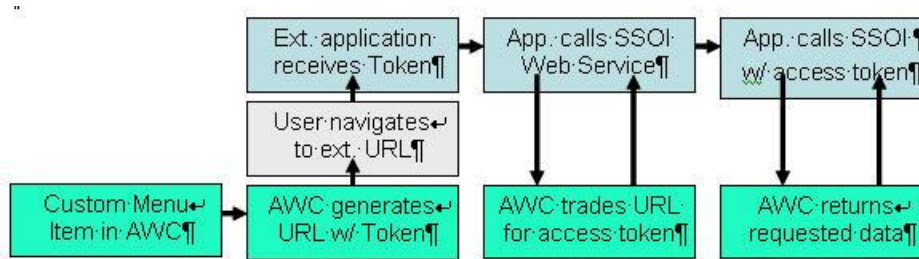 "
Ext. application
receives Token¶
App. calls SSOI
Web Service¶
App. calls SSOI ¶
w/ access token¶
User navigates↵
to ext. URL¶
Custom Menu↵
Item in AWC¶
AWC generates↵
URL w/ Token¶
AWC trades URL
for access token¶
AWC returns↵
requested data¶